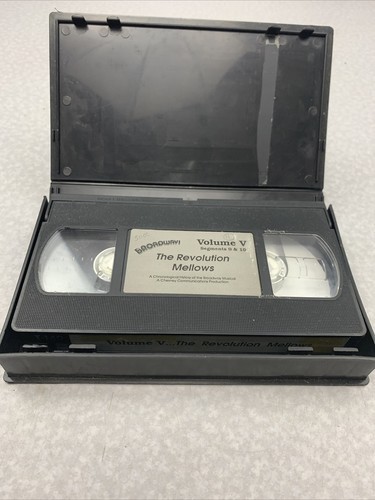 BROADWAY!
Volume V
Segments 9 & 10
The Revolution
Mellows
A Chronological History of the Broadway Musical
Volume V...The Revolution Mellows